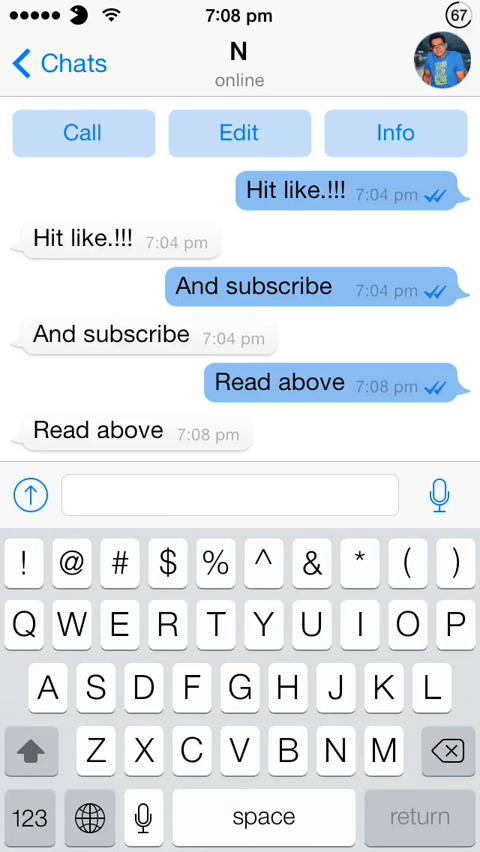 7:08 pm 67
Chats N
online
Call Edit Info
Hit like.!!! 7:04 pm
Hit like.!!! 7:04 pm
And subscribe 7:04 pm
And subscribe 7:04 pm
Read above 7:08 pm
Read above 7:08 pm
! @ # $ % ^ & * ( )
Q W E R T Y U I O P
A S D F G H J K L
Z X C V B N M
123 space return